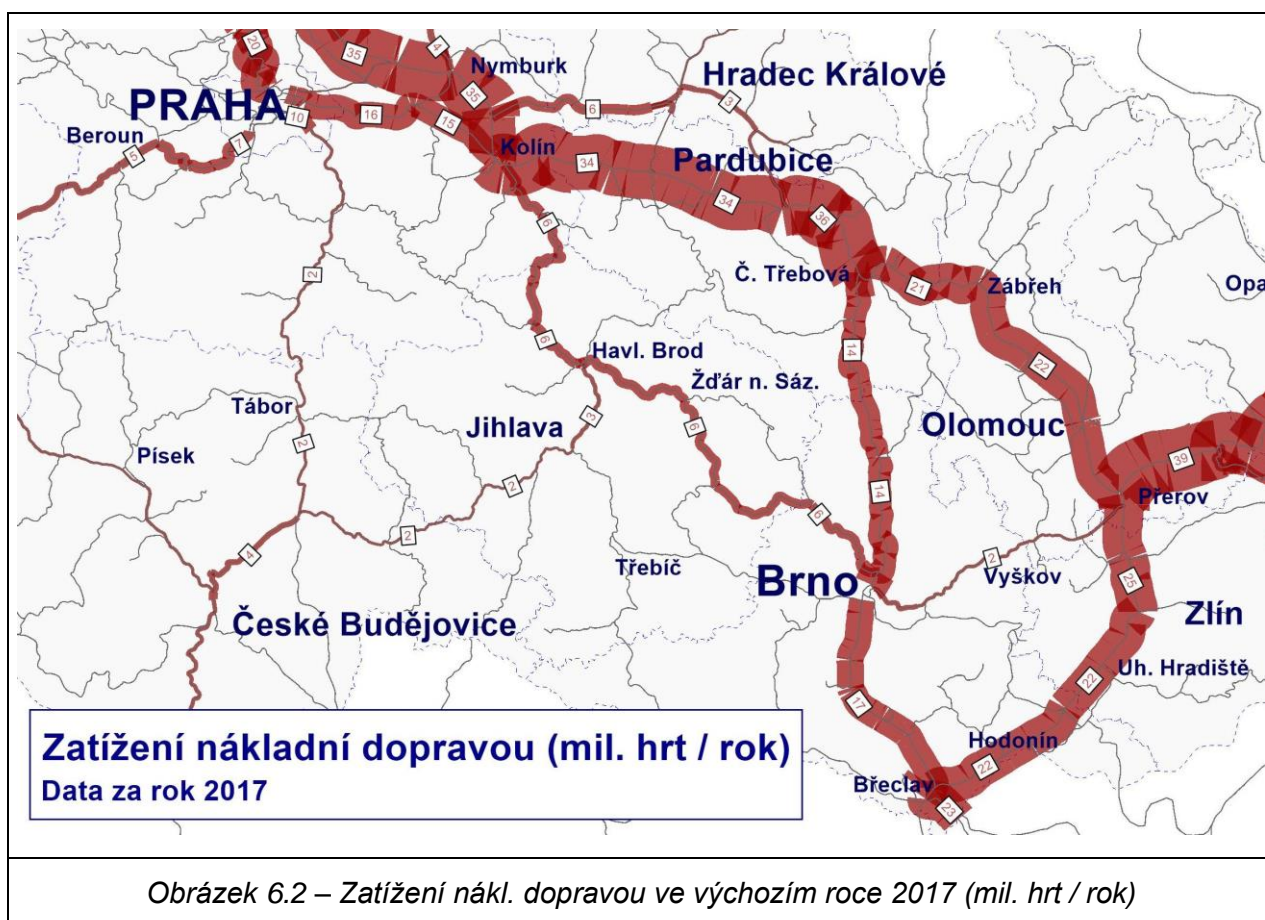 20
35
4
Nymburk
35
Hradec Králové
3
PRAHA
10
16
15
6
Beroun
5
7
Kolín
34
Pardubice
34
36
6
2
Č. Třebová
21
Zábřeh
Opa
14
6
Havl. Brod
22
Žďár n. Sáz.
Tábor
Jihlava
3
6
Olomouc
2
Písek
39
2
14
Přerov
6
2
4
Třebíč
2
Vyškov
Brno
25
České Budějovice
Zlín
22
Uh. Hradiště
17
Hodonín
22
Břeclav
23
Zatížení nákladní dopravou (mil. hrt / rok)
Data za rok 2017
Obrázek 6.2 – Zatížení nákl. dopravou ve výchozím roce 2017 (mil. hrt / rok)